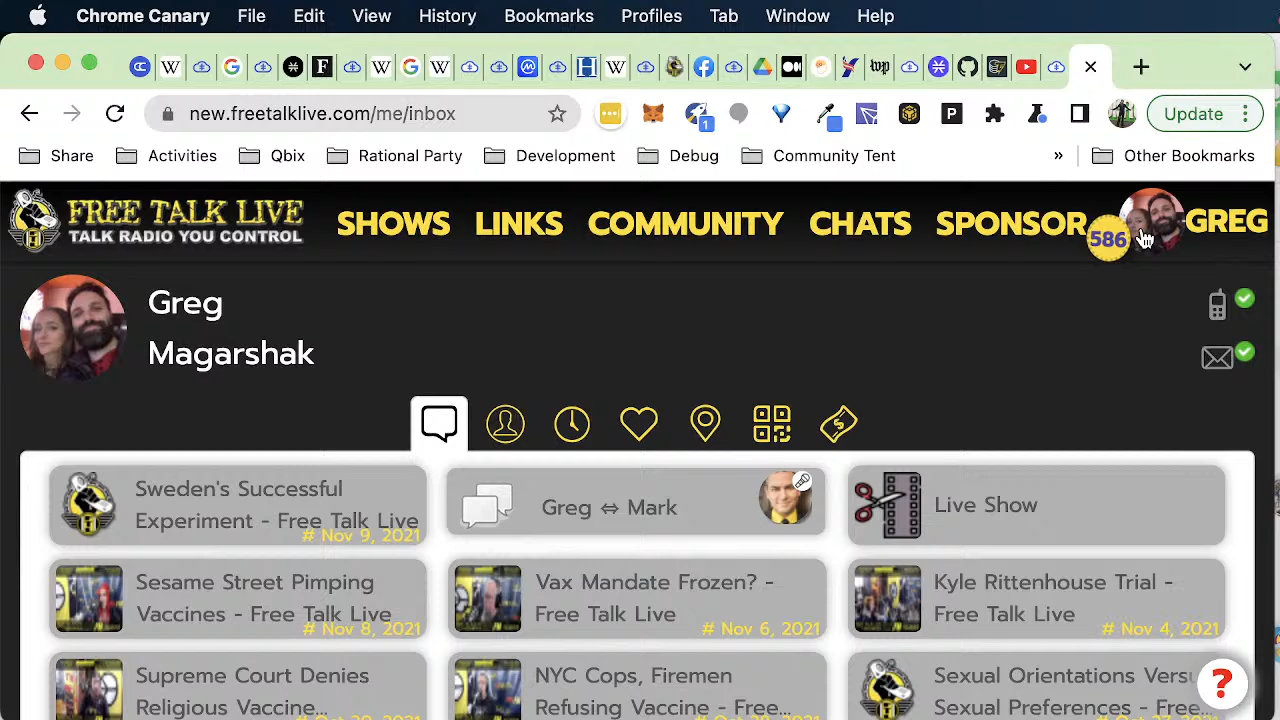 Chrome Canary File Edit View History Bookmarks Profiles Tab Window Help
new.freetalklive.com/me/inbox
1
P
Update
Share Activities Qbix Rational Party Development Debug Community Tent » Other Bookmarks
FREE TALK LIVE
TALK RADIO YOU CONTROL
SHOWS LINKS COMMUNITY CHATS SPONSOR 586 GREG
Greg
Magarshak
Sweden's Successful
Experiment - Free Talk Live
# Nov 9, 2021
Greg ⇔ Mark
Live Show
Sesame Street Pimping
Vaccines - Free Talk Live
# Nov 8, 2021
Vax Mandate Frozen? -
Free Talk Live
# Nov 6, 2021
Kyle Rittenhouse Trial -
Free Talk Live
# Nov 4, 2021
Supreme Court Denies
Religious Vaccine...
NYC Cops, Firemen
Refusing Vaccine - Free...
Sexual Orientations Versu
Sexual Preferences - Free...
?